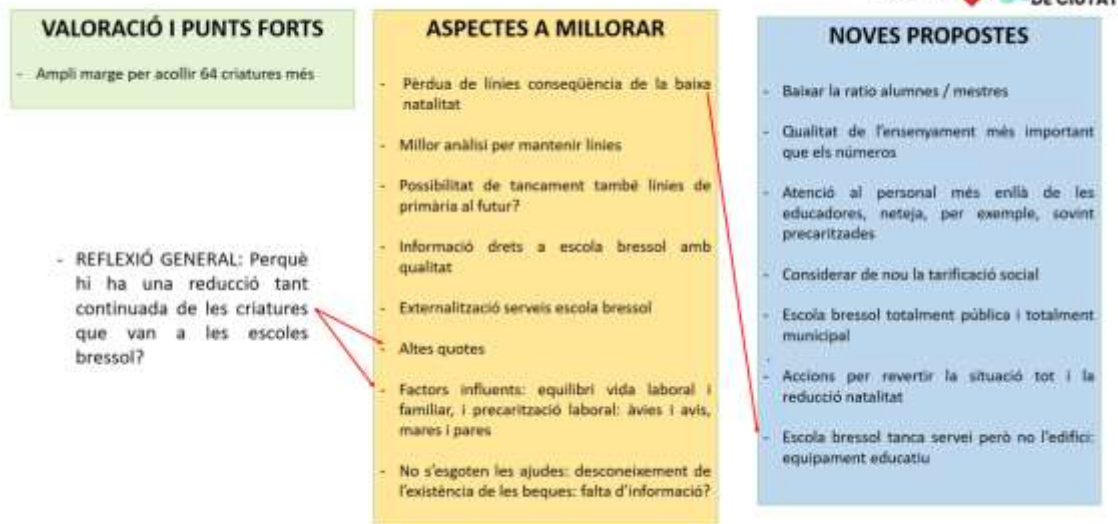 DE CIUTAT
VALORACIÓ I PUNTS FORTS
- Ampli marge per acollir 64 criatures més
- REFLEXIÓ GENERAL: Perquè
hi ha una reducció tant
continuada de les criatures
que van a les escoles
bressol?
ASPECTES A MILLORAR
- Pèrdua de línies conseqüència de la baixa
natalitat
- Millor anàlisi per mantenir línies
- Possibilitat de tancament també línies de
primària al futur?
- Informació drets a escola bressol amb
qualitat
- Externalització serveis escola bressol
- Altes quotes
- Factors influents: equilibri vida laboral i
familiar, i precarització laboral: àvies i avis,
mares i pares
- No s'esgoten les ajudes: desconeixement de
l'existència de les beques: falta d'informació?
NOVES PROPOSTES
- Baixar la ratio alumnes / mestres
- Qualitat de l'ensenyament més important
que els números
- Atenció al personal més enllà de les
educadores, neteja, per exemple, sovint
precaritzades
- Considerar de nou la tarificació social
- Escola bressol totalment pública i totalment
municipal
- Accions per revertir la situació tot i la
reducció natalitat
- Escola bressol tanca servei però no l'edifici:
equipament educatiu